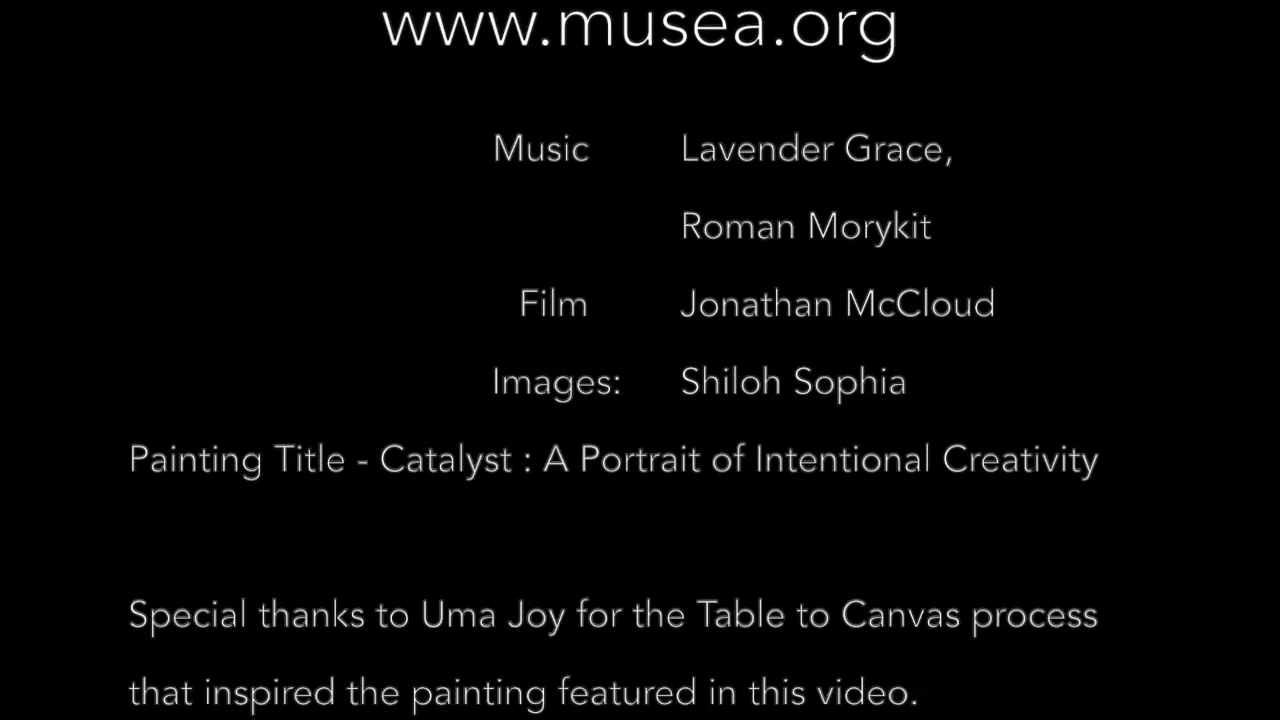 www.musea.org
Music Lavender Grace,
Roman Morykit
Film Jonathan McCloud
Images: Shiloh Sophia
Painting Title - Catalyst : A Portrait of Intentional Creativity
Special thanks to Uma Joy for the Table to Canvas process
that inspired the painting featured in this video.